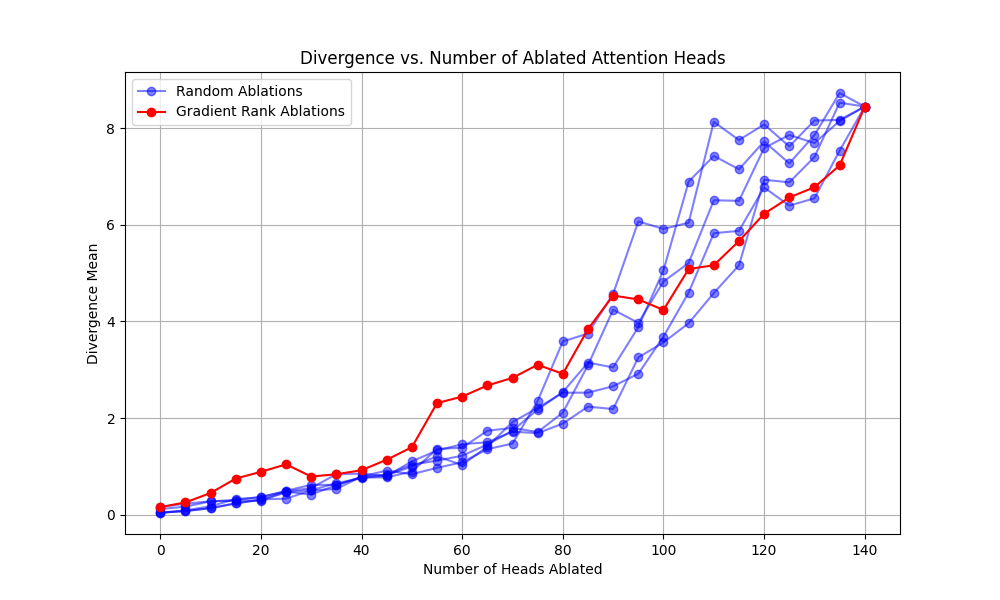 Divergence vs. Number of Ablated Attention Heads
Random Ablations
Gradient Rank Ablations
8
6
4
2
0
Divergence Mean
0 20 40 60 80 100 120 140
Number of Heads Ablated